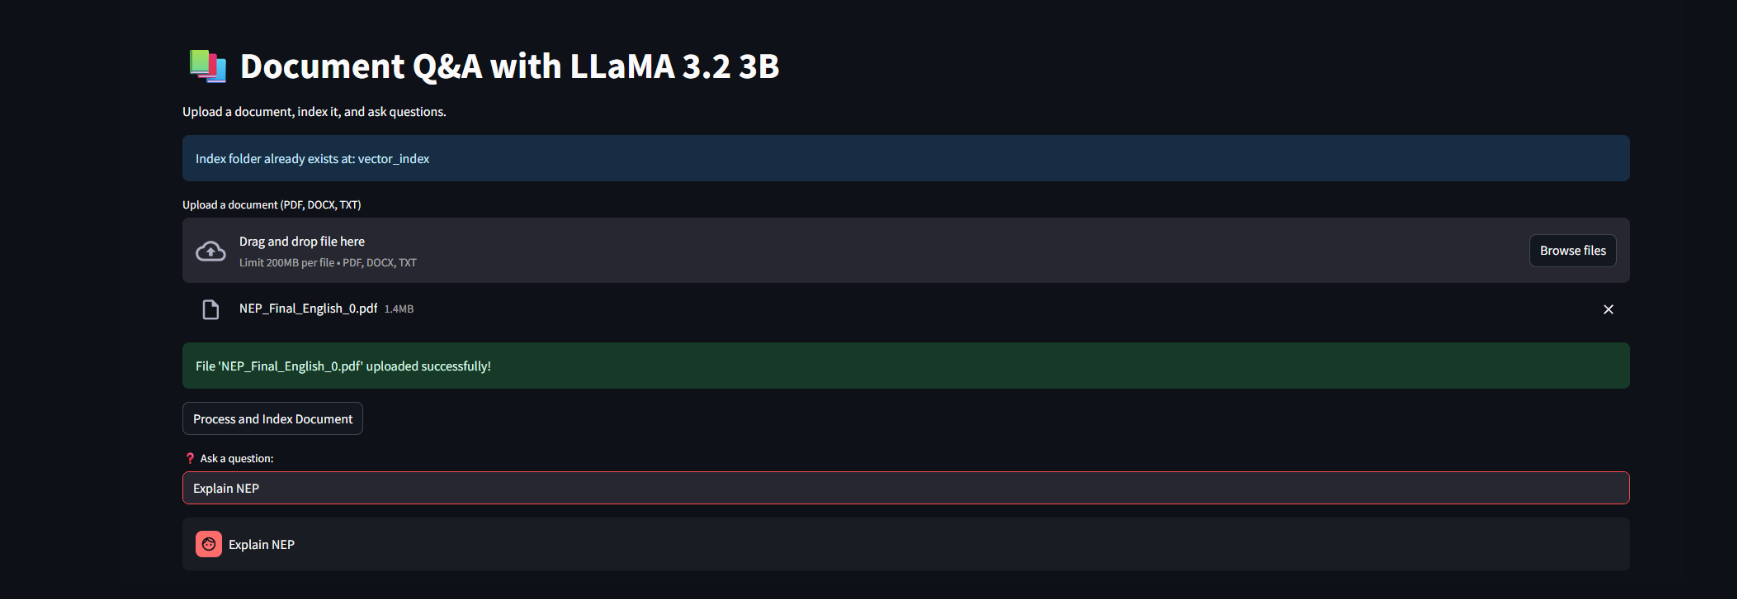 Document Q&A with LLaMA 3.2 3B
Upload a document, index it, and ask questions.
Index folder already exists at: vector_index
Upload a document (PDF, DOCX, TXT)
Drag and drop file here
Limit 200MB per file • PDF, DOCX, TXT
Browse files
NEP_Final_English_0.pdf 1.4MB
File 'NEP_Final_English_0.pdf' uploaded successfully!
Process and Index Document
❓ Ask a question:
Explain NEP
Explain NEP